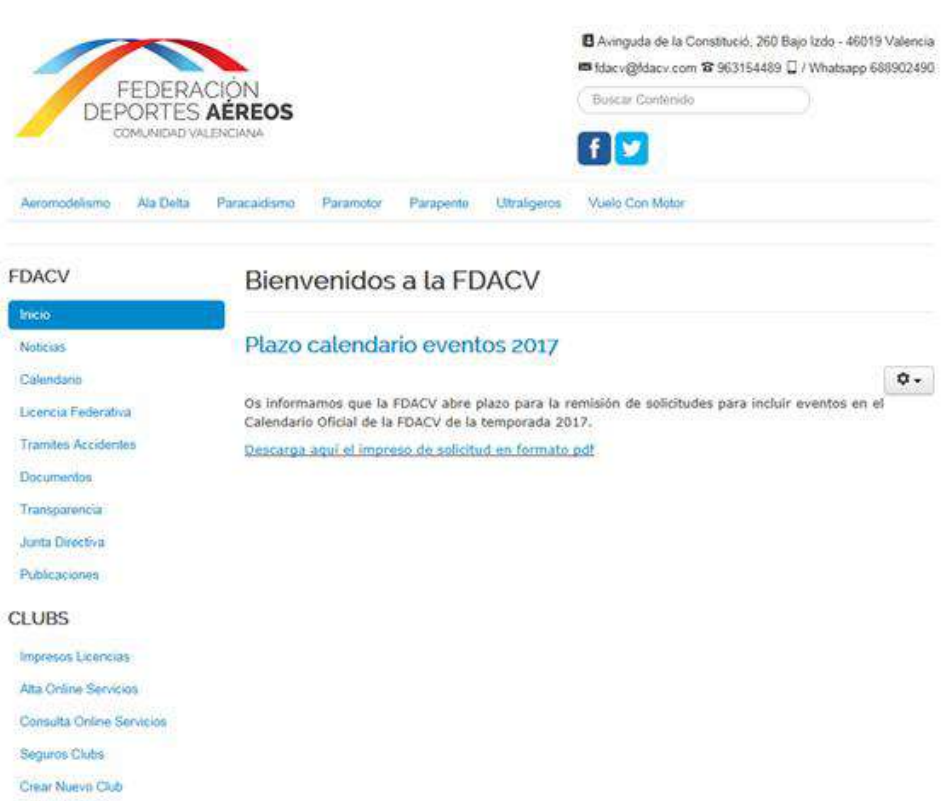 FEDERACIÓN
DEPORTES AÉREOS
COMUNIDAD VALENCIANA
Avinguda de la Constitució, 260 Bajo Izdo - 46019 Valencia
fdacv@fdacv.com 963154489 / Whatsapp 688902490
Buscar Contenido
Aeromodelismo Ala Delta Paracaidismo Paramotor Parapente Ultraligeros Vuelo Con Motor
FDACV
Inicio
Noticias
Calendario
Licencia Federativa
Tramites Accidentes
Documentos
Transparencia
Junta Directiva
Publicaciones
CLUBS
Impresos Licencias
Alta Online Servicios
Consulta Online Servicios
Seguros Clubs
Crear Nuevo Club
Bienvenidos a la FDACV
Plazo calendario eventos 2017
Os informamos que la FDACV abre plazo para la remisión de solicitudes para incluir eventos en el
Calendario Oficial de la FDACV de la temporada 2017.
Descarga aquí el impreso de solicitud en formato pdf